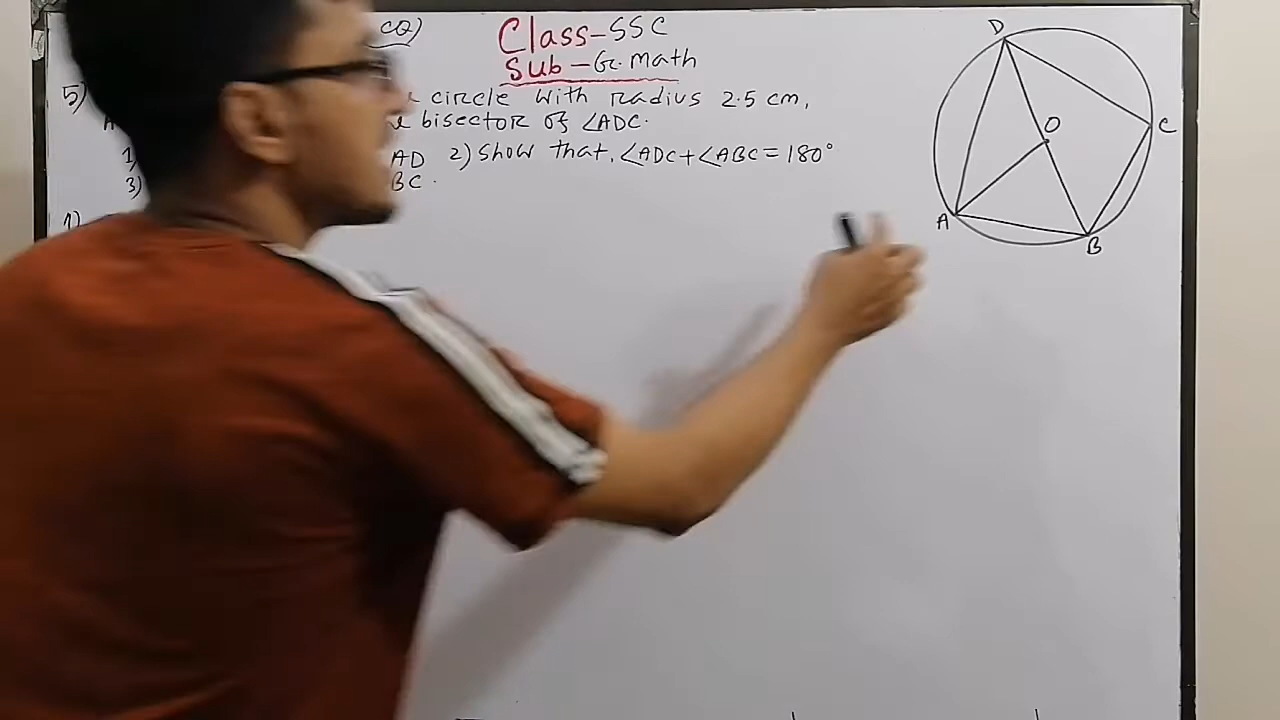 CQ)
Class-SSC
Sub-G. Math
5) circle with radius 2.5 cm,
bisector of ∠ADC.
1) AD 2) Show that, ∠ADC+∠ABC=180°
3) BC.
1)
D
O
C
A
B